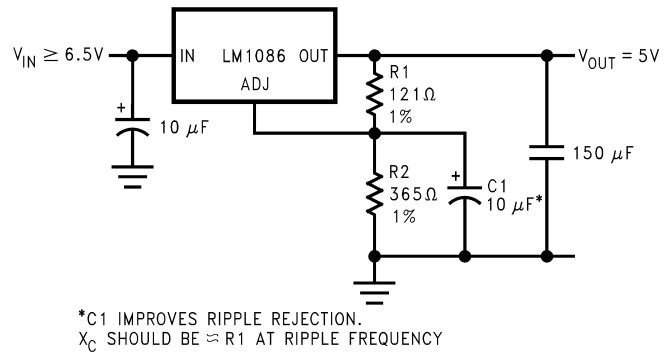 V_IN ≥ 6.5V
IN LM1086 OUT
ADJ
V_OUT = 5V
R1
121Ω
1%
+
10 μF
150 μF
R2
365Ω
1%
+
C1
10 μF*
*C1 IMPROVES RIPPLE REJECTION.
X_C SHOULD BE ≈ R1 AT RIPPLE FREQUENCY